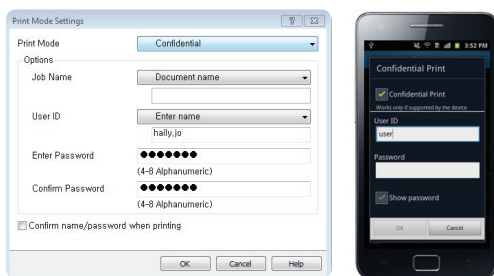 Print Mode Settings
Print Mode
Confidential
Options
Job Name
Document name
User ID
Enter name
haily.jo
Enter Password
●●●●●●●
(4-8 Alphanumeric)
Confirm Password
●●●●●●●
(4-8 Alphanumeric)
Confirm name/password when printing
OK
Cancel
Help
3:52 PM
Confidential Print
Confidential Print
Works only if supported by the device
User ID
user
Password
Show password
OK
Cancel